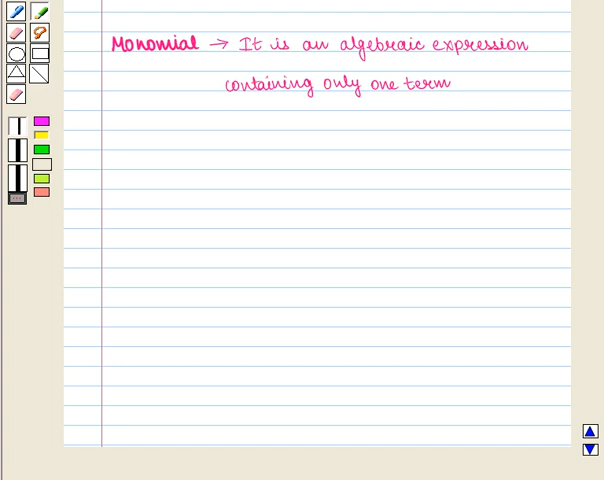 Monomial → It is an algebraic expression
containing only one term